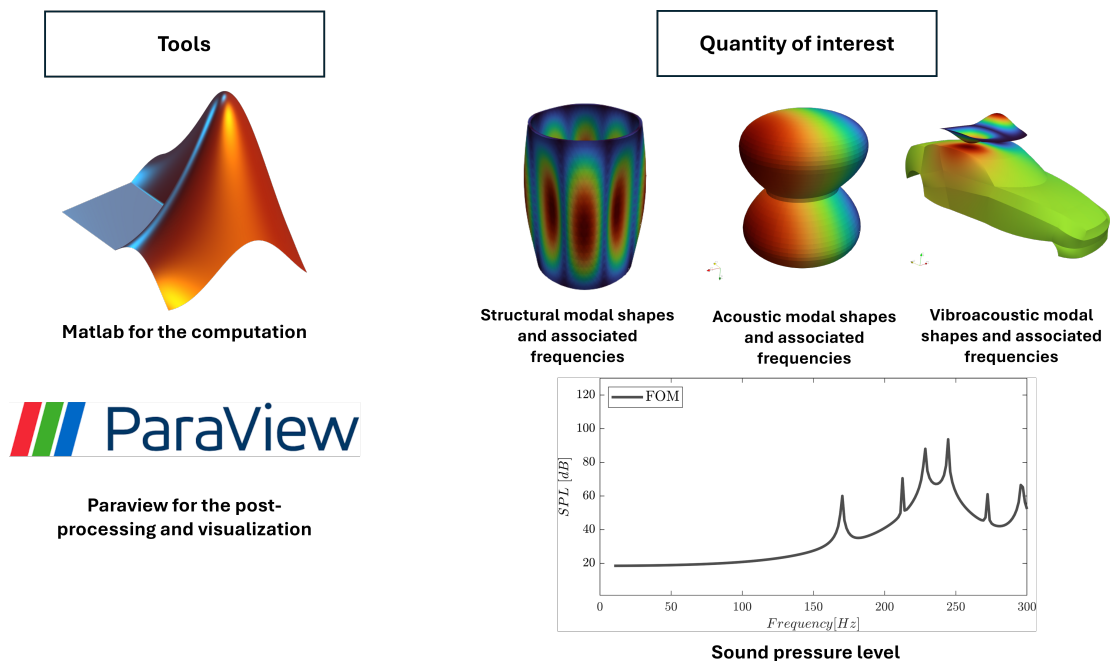 Tools
Quantity of interest
Matlab for the computation
ParaView
Paraview for the post-
processing and visualization
Structural modal shapes
and associated
frequencies
Acoustic modal shapes
and associated
frequencies
Vibroacoustic modal
shapes and associated
frequencies
FOM
120
100
80
60
40
20
SPL [dB]
0
50
100
150
200
250
300
Frequency[Hz]
Sound pressure level